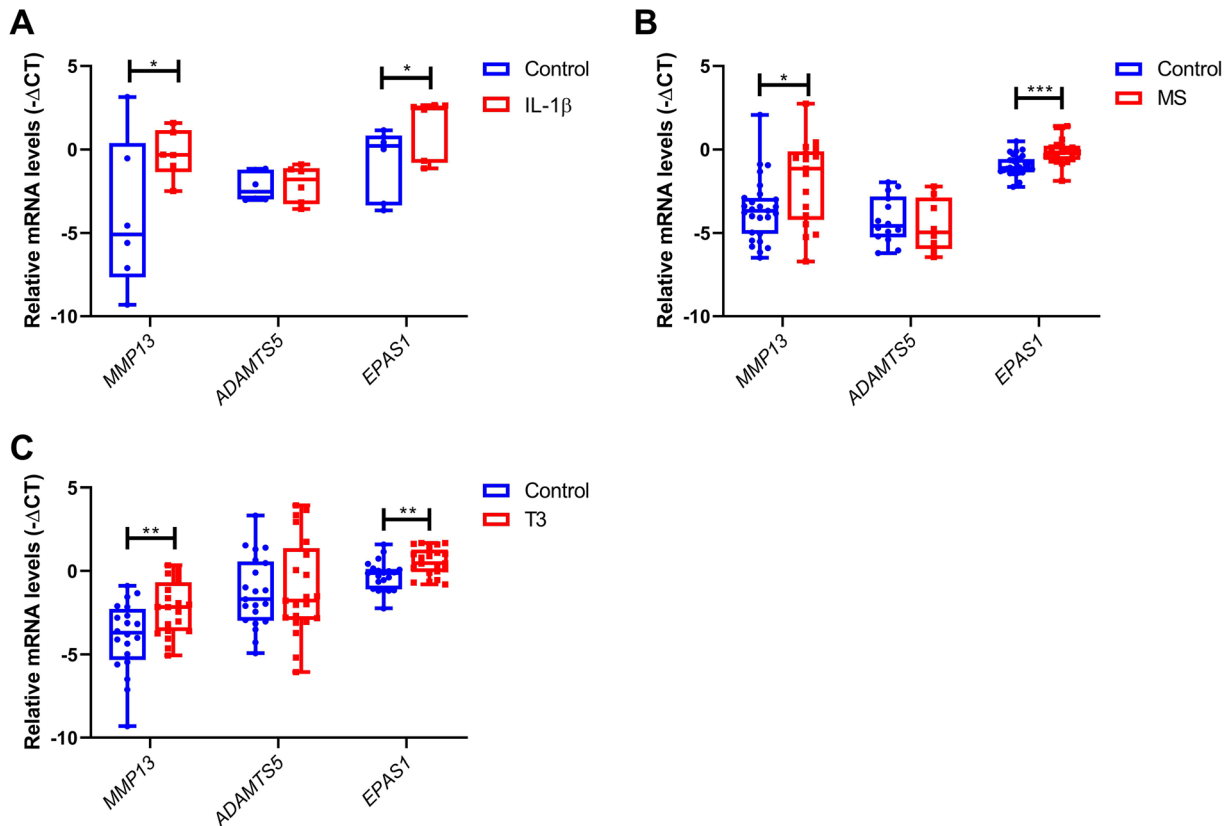 A
Relative mRNA levels (-ΔCT)
5
0
-5
-10
*
*
MMP13
ADAMTS5
EPAS1
Control
IL-1β
B
Relative mRNA levels (-ΔCT)
5
0
-5
-10
*
***
MMP13
ADAMTS5
EPAS1
Control
MS
C
Relative mRNA levels (-ΔCT)
5
0
-5
-10
**
**
MMP13
ADAMTS5
EPAS1
Control
T3